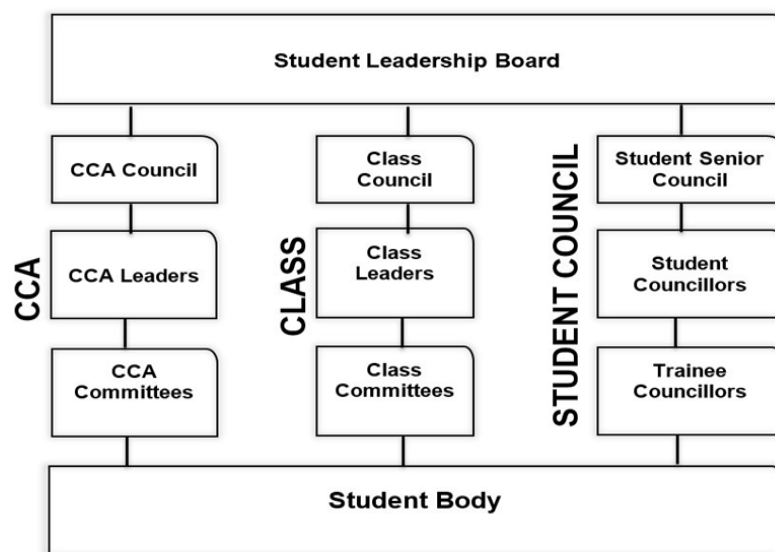 Student Leadership Board
CCA
CCA Council
CCA Leaders
CCA
Committees
CLASS
Class
Council
Class
Leaders
Class
Committees
STUDENT COUNCIL
Student Senior
Council
Student
Councillors
Trainee
Councillors
Student Body